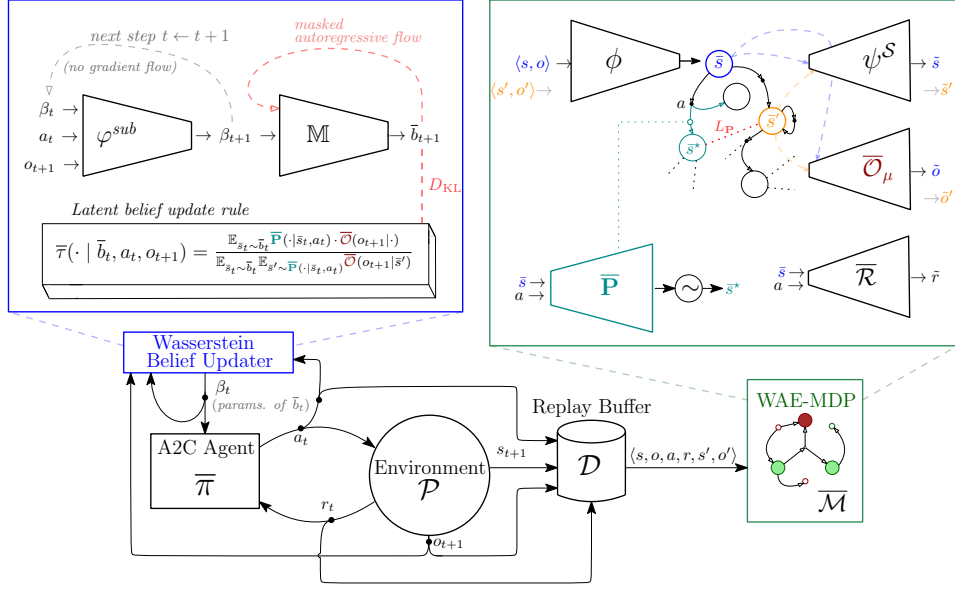 next step t ← t + 1
(no gradient flow)
masked
autoregressive flow
β_t
a_t
o_{t+1}
φ^{sub}
β_{t+1}
𝕄
b̅_{t+1}
D_{KL}
Latent belief update rule
τ̅(· | b̅_t, a_t, o_{t+1}) = 𝔼_{s̅_t∼b̅_t} P̅(·|s̅_t,a_t) · 𝒪̅(o_{t+1}|·) / 𝔼_{s̅_t∼b̅_t} 𝔼_{s̅′∼P̅(·|s̅_t,a_t)} 𝒪̅(o_{t+1}|s̅′)
⟨s, o⟩
⟨s′, o′⟩
ϕ
s̅
a
s̅′
L_P
s̅⋆
ψ^𝒮
s̃
s̃′
𝒪̅_μ
õ
õ′
s̅
a
P̅
∼
s̅⋆
s̅
a
ℛ̅
r̃
Wasserstein
Belief Updater
β_t
(params. of b̅_t)
A2C Agent
π̅
a_t
r_t
Environment
𝒫
s_{t+1}
o_{t+1}
Replay Buffer
𝒟
⟨s, o, a, r, s′, o′⟩
WAE-MDP
ℳ̅